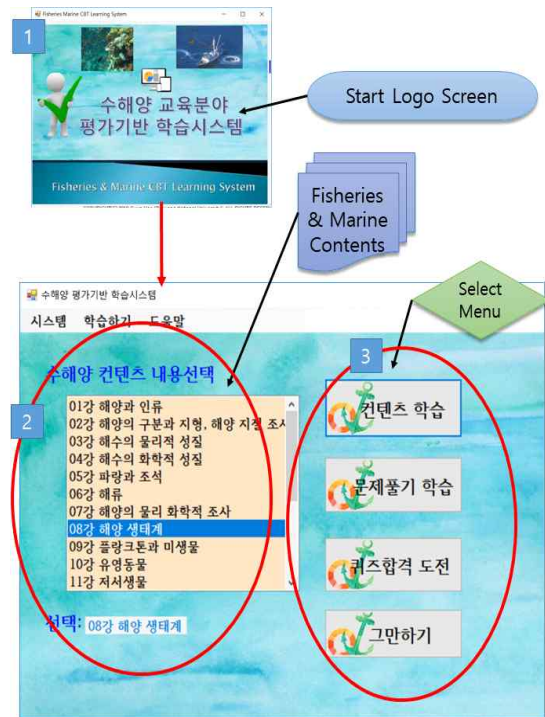 Fisheries Marine CBT Learning System
1
수해양 교육분야
평가기반 학습시스템
Fisheries & Marine CBT Learning System
Start Logo Screen
Fisheries
& Marine
Contents
Select
Menu
수해양 평가기반 학습시스템
시스템 학습하기 도움말
3
수해양 컨텐츠 내용선택
2
01강 해양과 인류
02강 해양의 구분과 지형, 해양 지질 조사
03강 해수의 물리적 성질
04강 해수의 화학적 성질
05강 파랑과 조석
06강 해류
07강 해양의 물리 화학적 조사
08강 해양 생태계
09강 플랑크톤과 미생물
10강 유영동물
11강 저서생물
선택: 08강 해양 생태계
컨텐츠 학습
문제풀기 학습
퀴즈합격 도전
그만하기